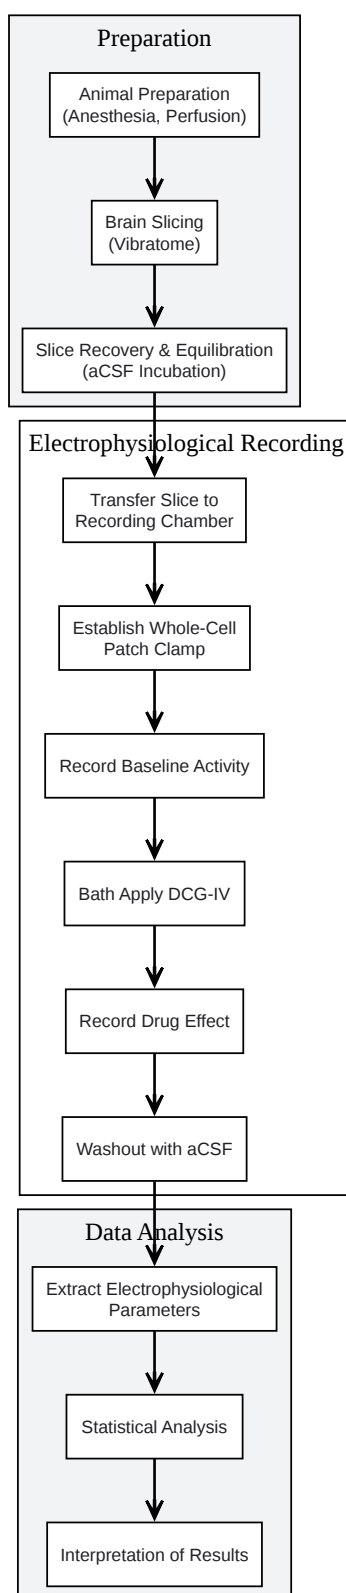 Preparation
Animal Preparation
(Anesthesia, Perfusion)
Brain Slicing
(Vibratome)
Slice Recovery & Equilibration
(aCSF Incubation)
Electrophysiological Recording
Transfer Slice to
Recording Chamber
Establish Whole-Cell
Patch Clamp
Record Baseline Activity
Bath Apply DCG-IV
Record Drug Effect
Washout with aCSF
Data Analysis
Extract Electrophysiological
Parameters
Statistical Analysis
Interpretation of Results